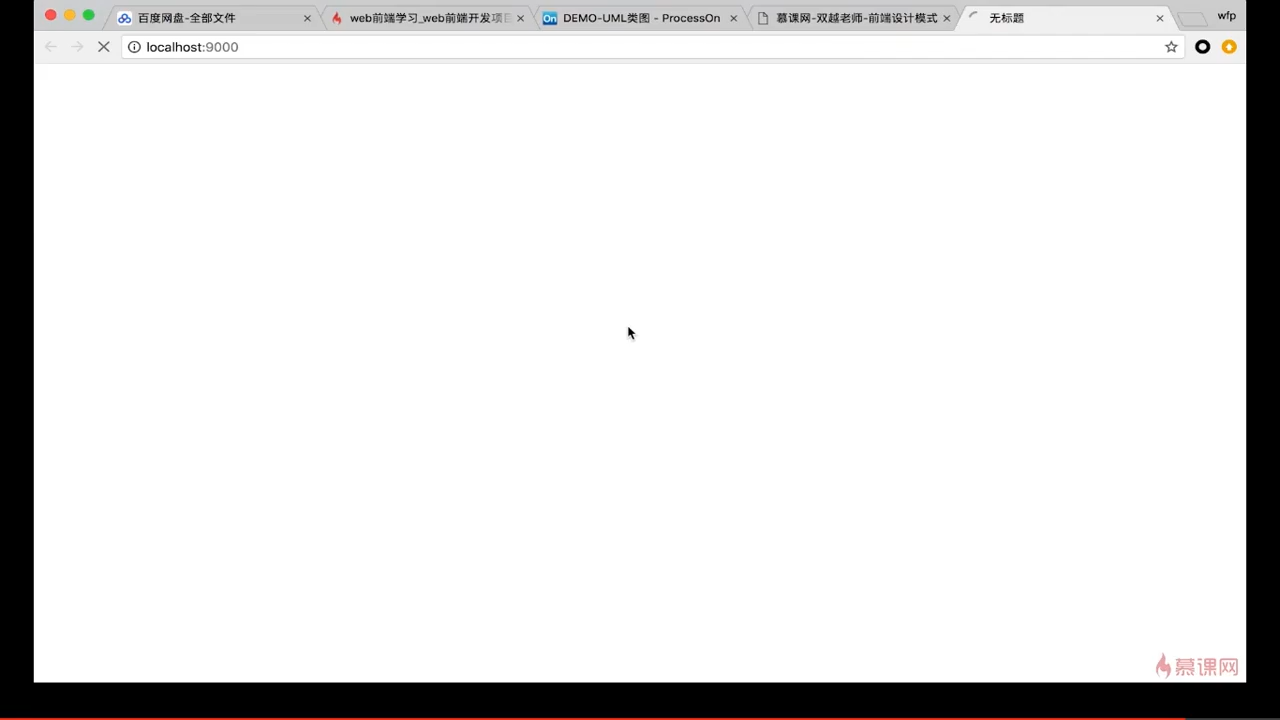 百度网盘-全部文件
web前端学习_web前端开发项目
On
DEMO-UML类图 - ProcessOn
慕课网-双越老师-前端设计模式
无标题
wfp
localhost:9000
慕课网